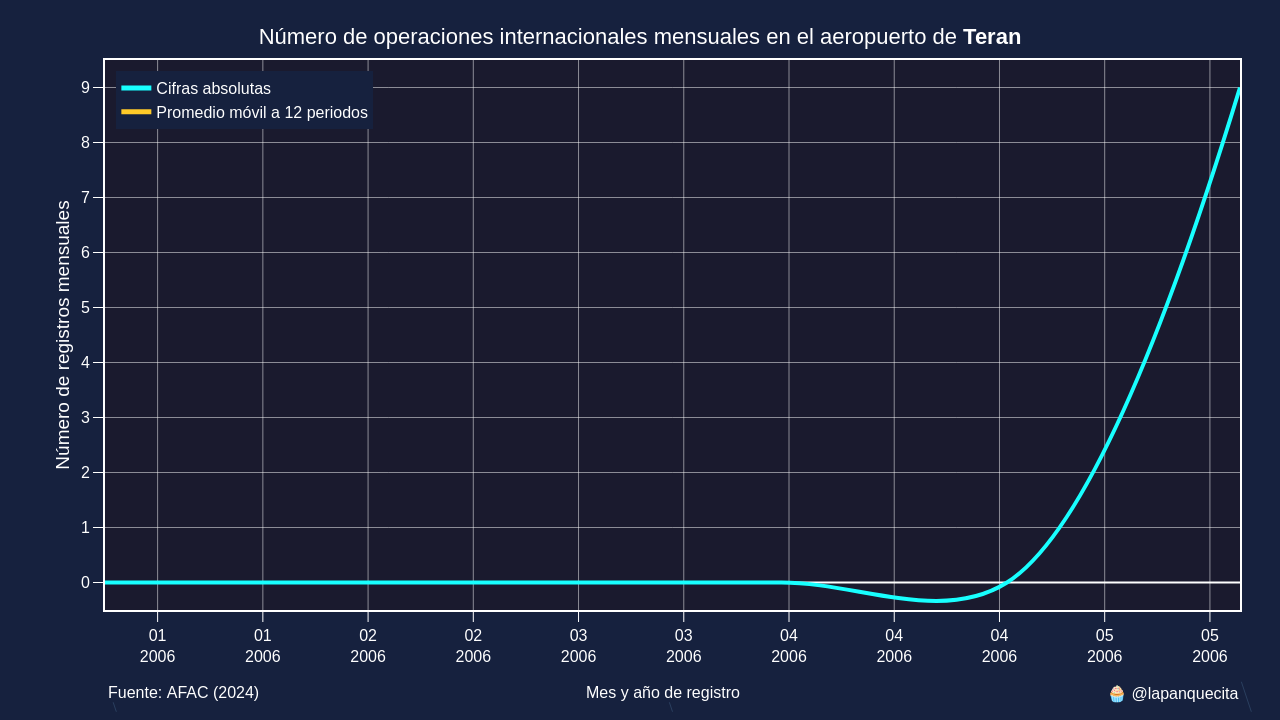 Número de operaciones internacionales mensuales en el aeropuerto de Teran
Cifras absolutas
Promedio móvil a 12 periodos
Número de registros mensuales
9
8
7
6
5
4
3
2
1
0
01 01 02 02 03 03 04 04 04 05 05
2006 2006 2006 2006 2006 2006 2006 2006 2006 2006 2006
Fuente: AFAC (2024) Mes y año de registro 🧁 @lapanquecita